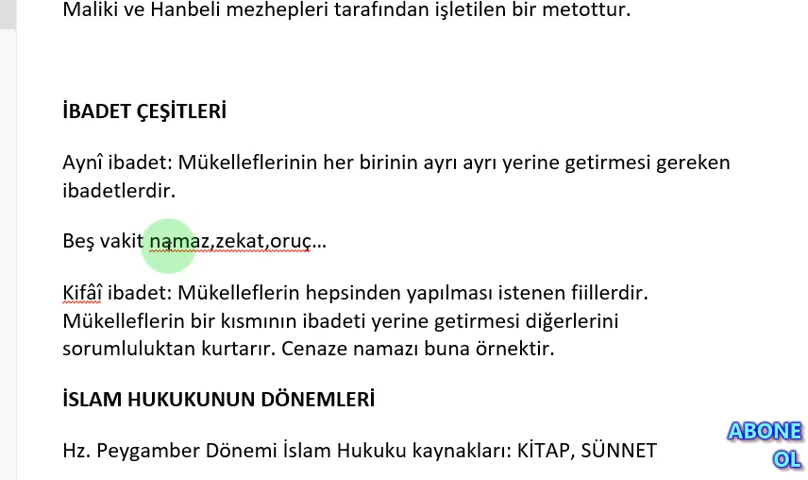 Maliki ve Hanbeli mezhepleri tarafından işletilen bir metottur.
İBADET ÇEŞİTLERİ
Aynî ibadet: Mükelleflerinin her birinin ayrı ayrı yerine getirmesi gereken
ibadetlerdir.
Beş vakit namaz,zekat,oruç...
Kifâî ibadet: Mükelleflerin hepsinden yapılması istenen fiillerdir.
Mükelleflerin bir kısmının ibadeti yerine getirmesi diğerlerini
sorumluluktan kurtarır. Cenaze namazı buna örnektir.
İSLAM HUKUKUNUN DÖNEMLERİ
Hz. Peygamber Dönemi İslam Hukuku kaynakları: KİTAP, SÜNNET
ABONE
OL